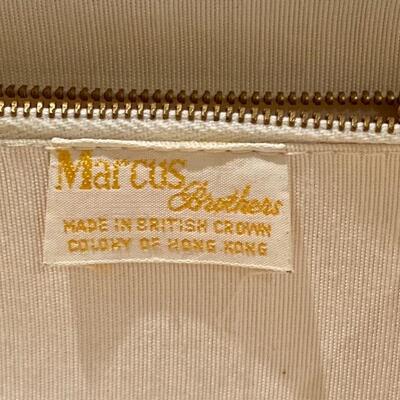 Marcus Brothers
MADE IN BRITISH CROWN
COLONY OF HONG KONG